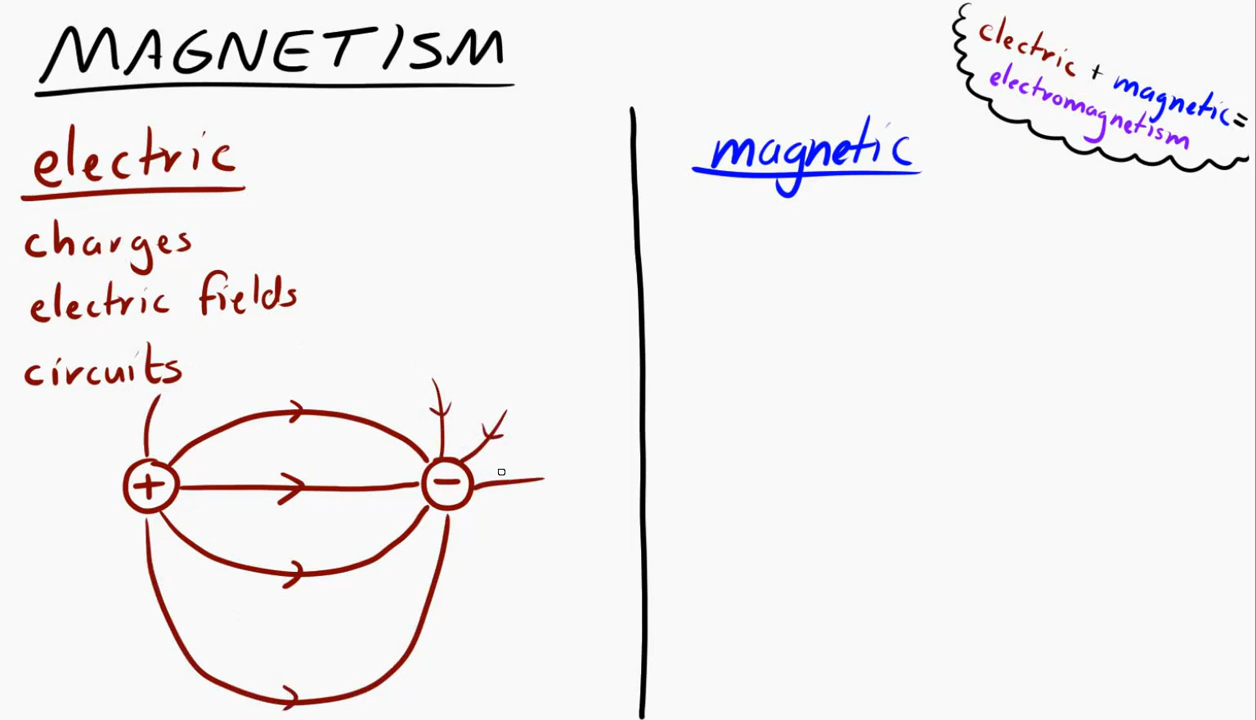 MAGNETISM
electric + magnetic =
electromagnetism
electric
charges
electric fields
circuits
+
-
magnetic